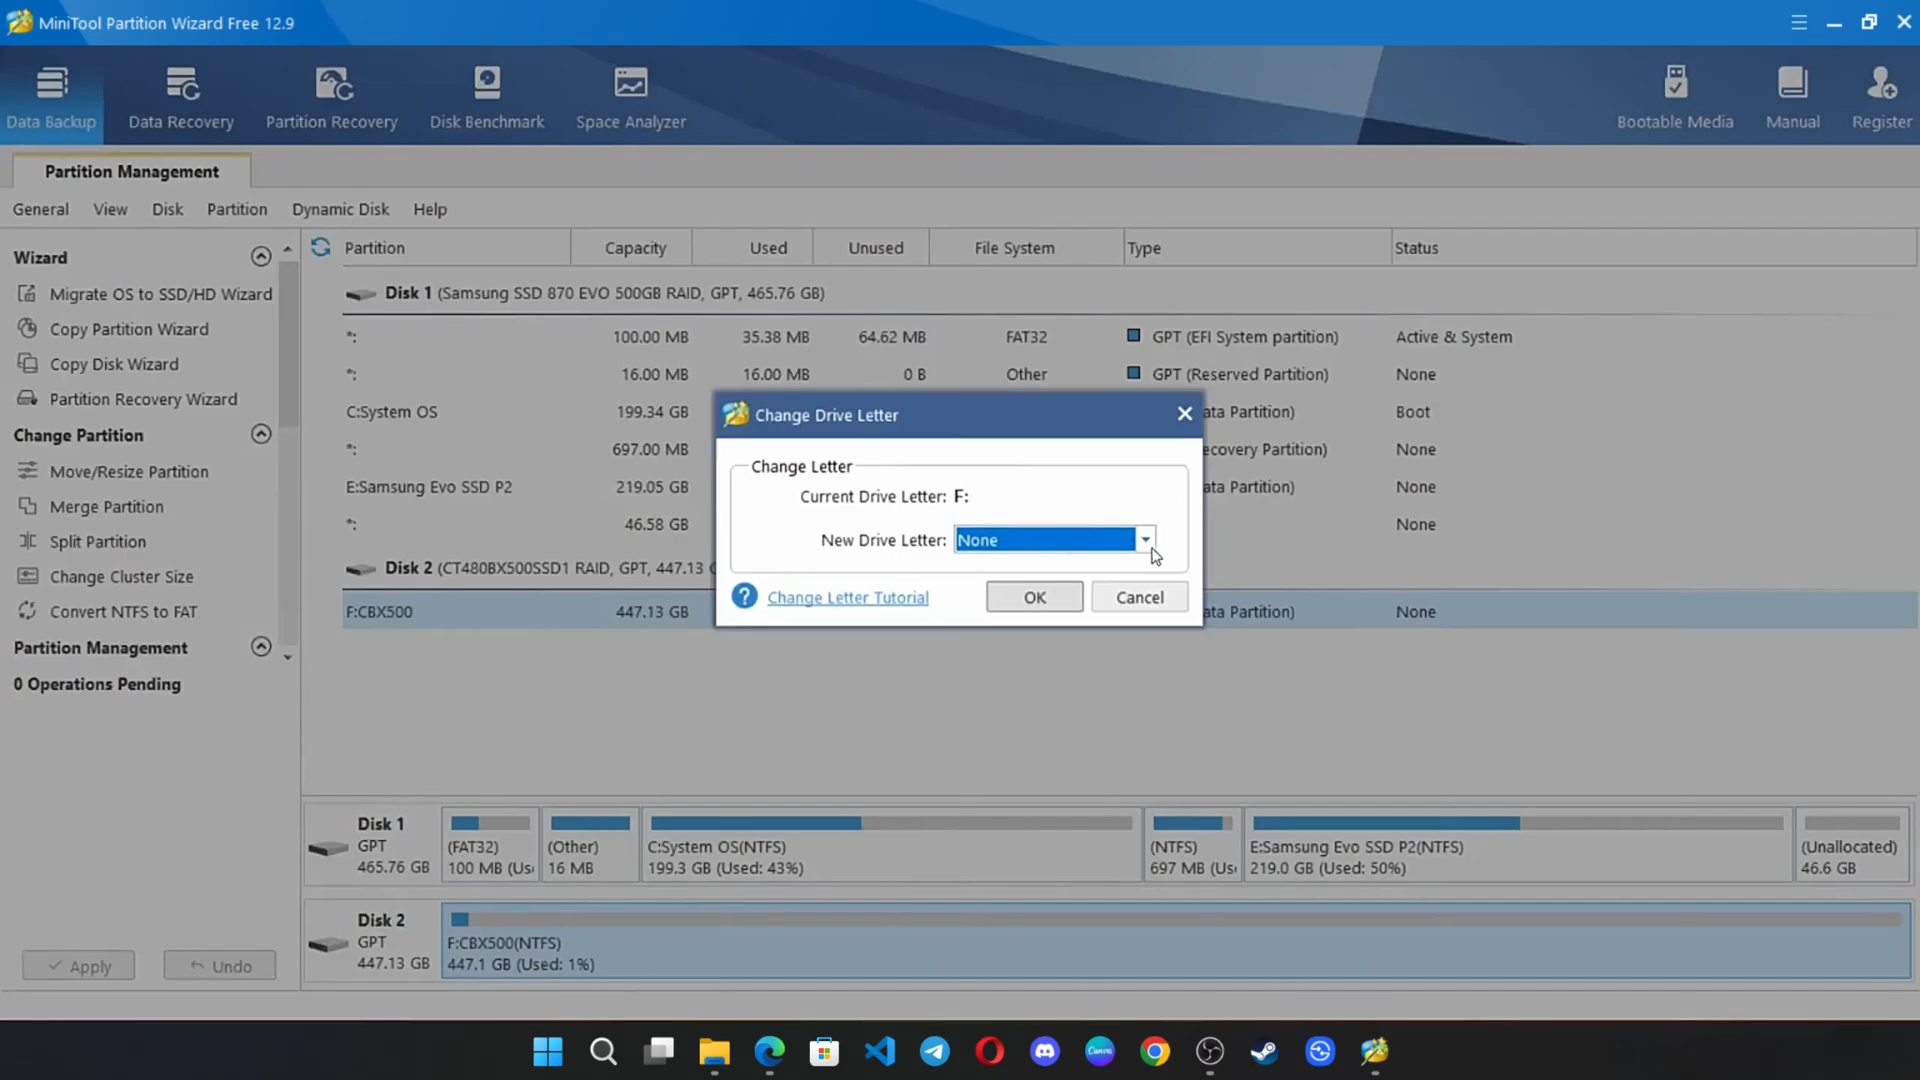 MiniTool Partition Wizard Free 12.9
Data Backup
Data Recovery
Partition Recovery
Disk Benchmark
Space Analyzer
Bootable Media
Manual
Register
Partition Management
General View Disk Partition Dynamic Disk Help
Wizard
Migrate OS to SSD/HD Wizard
Copy Partition Wizard
Copy Disk Wizard
Partition Recovery Wizard
Change Partition
Move/Resize Partition
Merge Partition
Split Partition
Change Cluster Size
Convert NTFS to FAT
Partition Management
0 Operations Pending
Apply
Undo
Partition Capacity Used Unused File System Type Status
Disk 1 (Samsung SSD 870 EVO 500GB RAID, GPT, 465.76 GB)
*: 100.00 MB 35.38 MB 64.62 MB FAT32 GPT (EFI System partition) Active & System
*: 16.00 MB 16.00 MB 0 B Other GPT (Reserved Partition) None
C:System OS 199.34 GB ata Partition) Boot
*: 697.00 MB ecovery Partition) None
E:Samsung Evo SSD P2 219.05 GB ata Partition) None
*: 46.58 GB None
Disk 2 (CT480BX500SSD1 RAID, GPT, 447.13 G
F:CBX500 447.13 GB ata Partition) None
Change Drive Letter
Change Letter
Current Drive Letter: F:
New Drive Letter: None
? Change Letter Tutorial
OK
Cancel
Disk 1
GPT
465.76 GB
(FAT32)
100 MB (Us
(Other)
16 MB
C:System OS(NTFS)
199.3 GB (Used: 43%)
(NTFS)
697 MB (Us
E:Samsung Evo SSD P2(NTFS)
219.0 GB (Used: 50%)
(Unallocated)
46.6 GB
Disk 2
GPT
447.13 GB
F:CBX500(NTFS)
447.1 GB (Used: 1%)
Canva